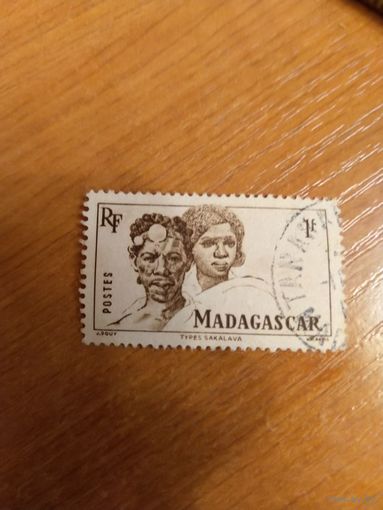 RF
1f
POSTES
MADAGASCAR
TYPES SAKALAVA